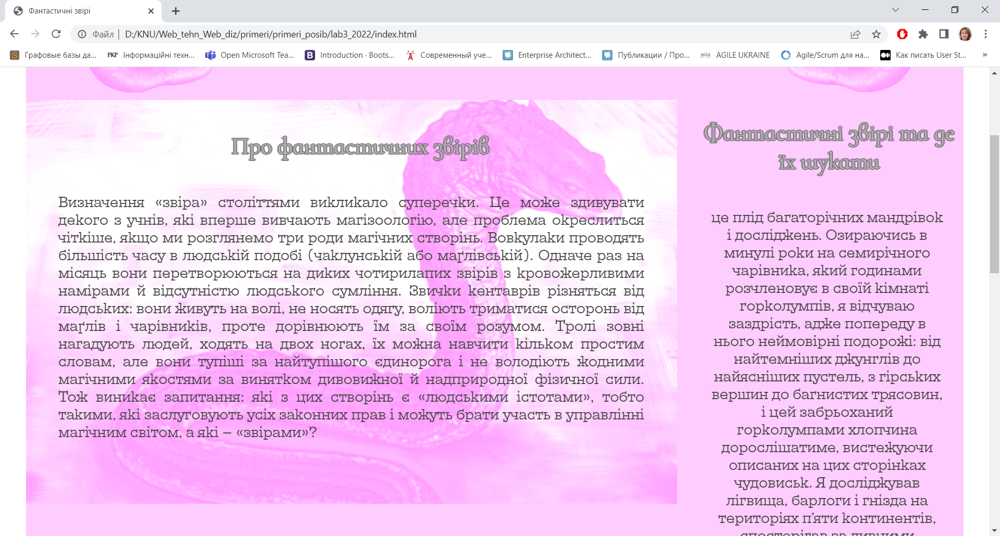 Фантастичні звірі
Файл
D:/KNU/Web_tehn_Web_diz/primeri/primeri_posib/lab3_2022/index.html
S Графовые базы да...
РКР Інформаційні техн...
Open Microsoft Tea...
B Introduction · Boots...
Современный уче...
Enterprise Architect...
Публикации / Про...
AGILE UKRAINE
Agile/Scrum для на...
Как писать User St...
»
Про фантастичних звірів
Визначення «звіра» століттями викликало суперечки. Це може здивувати
декого з учнів, які вперше вивчають магізоологію, але проблема окреслиться
чіткіше, якщо ми розглянемо три роди магічних створінь. Вовкулаки проводять
більшість часу в людській подобі (чаклунській або маґлівській). Одначе раз на
місяць вони перетворюються на диких чотирилапих звірів з кровожерливими
намірами й відсутністю людського сумління. Звички кентаврів різняться від
людських: вони живуть на волі, не носять одягу, воліють триматися осторонь від
маґлів і чарівників, проте дорівнюють їм за своїм розумом. Тролі зовні
нагадують людей, ходять на двох ногах, їх можна навчити кільком простим
словам, але вони тупіші за найтупішого єдинорога і не володіють жодними
магічними якостями за винятком дивовижної й надприродної фізичної сили.
Тож виникає запитання: які з цих створінь є «людськими істотами», тобто
такими, які заслуговують усіх законних прав і можуть брати участь в управлінні
магічним світом, а які – «звірами»?
Фантастичні звірі та де
їх шукати
це плід багаторічних мандрівок
і досліджень. Озираючись в
минулі роки на семирічного
чарівника, який годинами
розчленовує в своїй кімнаті
горколумпів, я відчуваю
заздрість, адже попереду в
нього неймовірні подорожі: від
найтемніших джунглів до
найясніших пустель, з гірських
вершин до багнистих трясовин,
і цей забрьоханий
горколумпами хлопчина
дорослішатиме, вистежуючи
описаних на цих сторінках
чудовиськ. Я досліджував
лігвища, барлоги і гнізда на
територіях п’яти континентів,
спостерігав за дивними